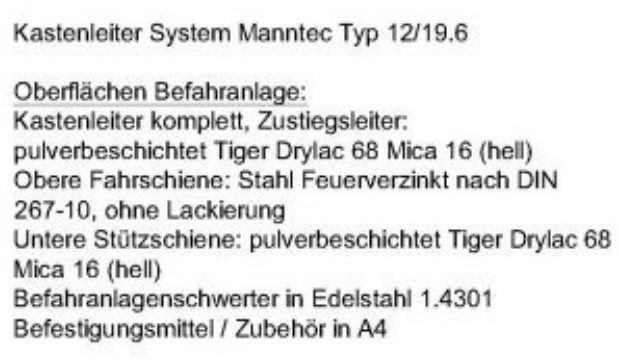 Kastenleiter System Manntec Typ 12/19.6
Oberflächen Befahranlage:
Kastenleiter komplett, Zustiegsleiter:
pulverbeschichtet Tiger Drylac 68 Mica 16 (hell)
Obere Fahrschiene: Stahl Feuerverzinkt nach DIN
267-10, ohne Lackierung
Untere Stützschiene: pulverbeschichtet Tiger Drylac 68
Mica 16 (hell)
Befahranlagenschwerter in Edelstahl 1.4301
Befestigungsmittel / Zubehör in A4